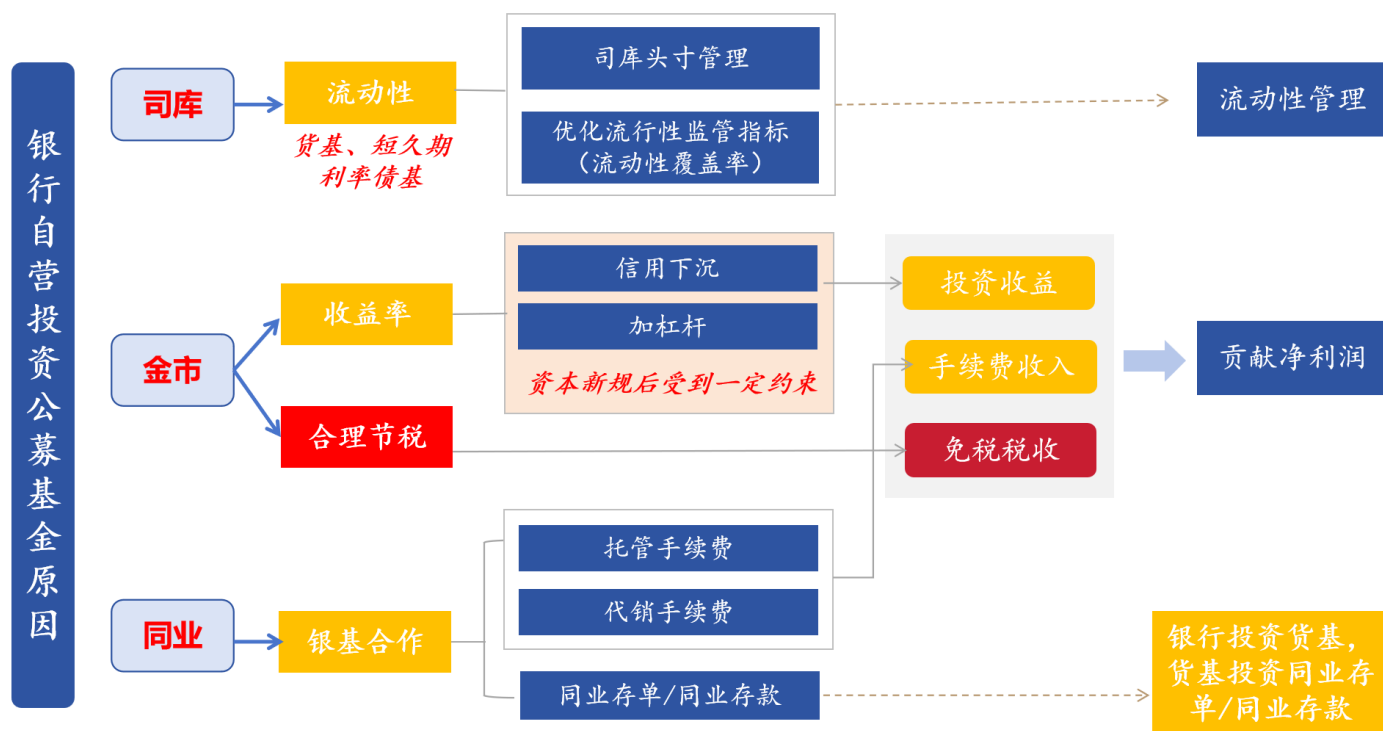 银行自营投资公募基金原因
司库
流动性
货基、短久期
利率债基
司库头寸管理
优化流行性监管指标
（流动性覆盖率）
流动性管理
金市
收益率
信用下沉
加杠杆
资本新规后受到一定约束
合理节税
投资收益
手续费收入
免税税收
贡献净利润
同业
银基合作
托管手续费
代销手续费
同业存单/同业存款
银行投资货基，
货基投资同业存
单/同业存款